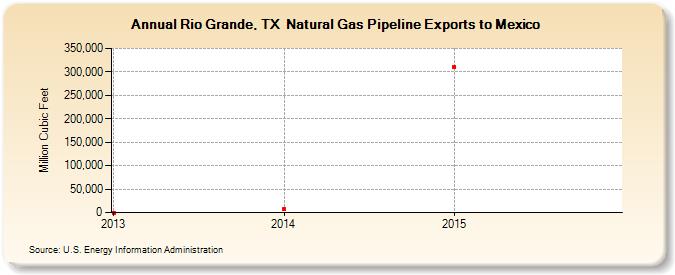 Annual Rio Grande, TX Natural Gas Pipeline Exports to Mexico
Million Cubic Feet
350,000
300,000
250,000
200,000
150,000
100,000
50,000
0
2013 2014 2015
Source: U.S. Energy Information Administration